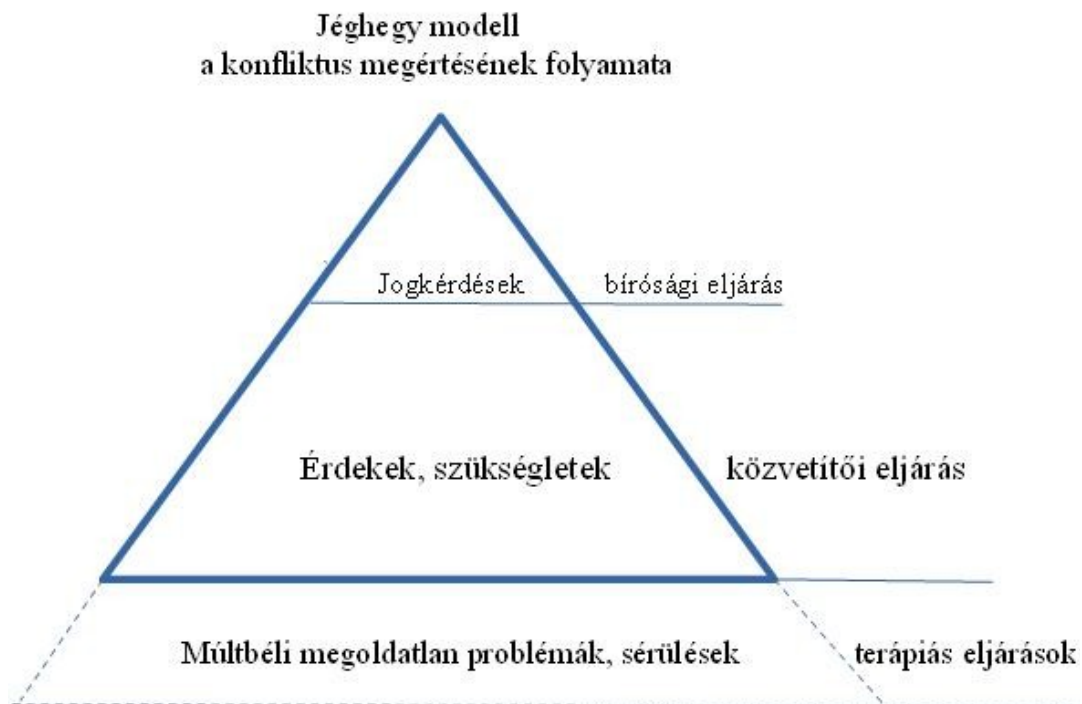 Jéghegy modell
a konfliktus megértésének folyamata
Jogkérdések bírósági eljárás
Érdekek, szükségletek közvetítői eljárás
Múltbéli megoldatlan problémák, sérülések terápiás eljárások